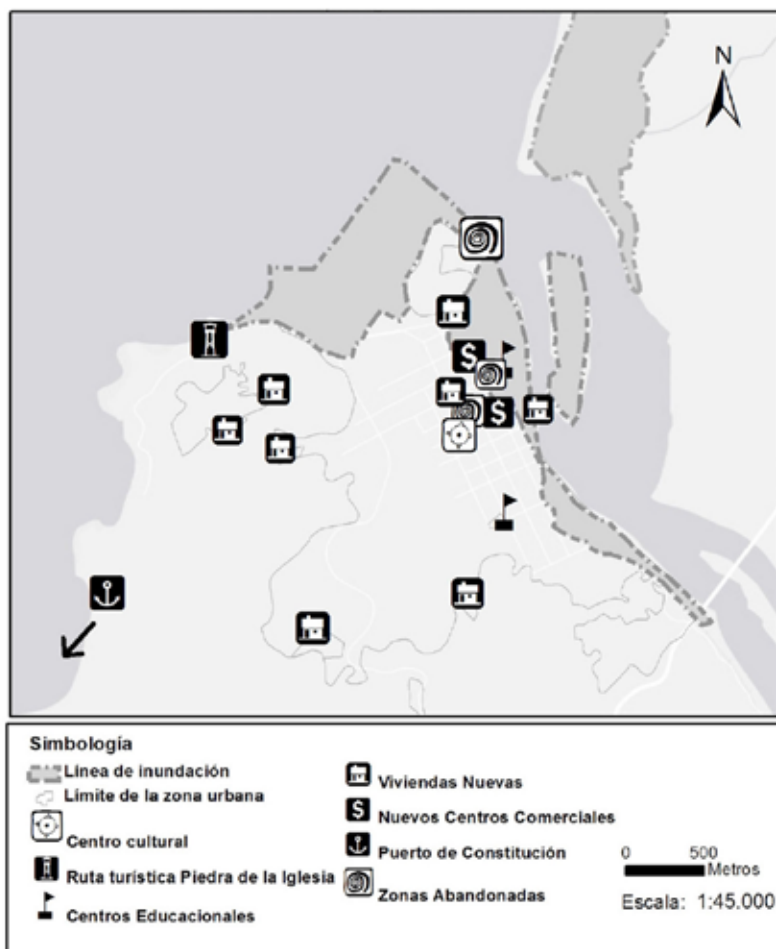 N
Simbología
Línea de inundación
Límite de la zona urbana
Centro cultural
Ruta turística Piedra de la Iglesia
Centros Educacionales
Viviendas Nuevas
$ Nuevos Centros Comerciales
Puerto de Constitución
Zonas Abandonadas
0 500
Metros
Escala: 1:45.000